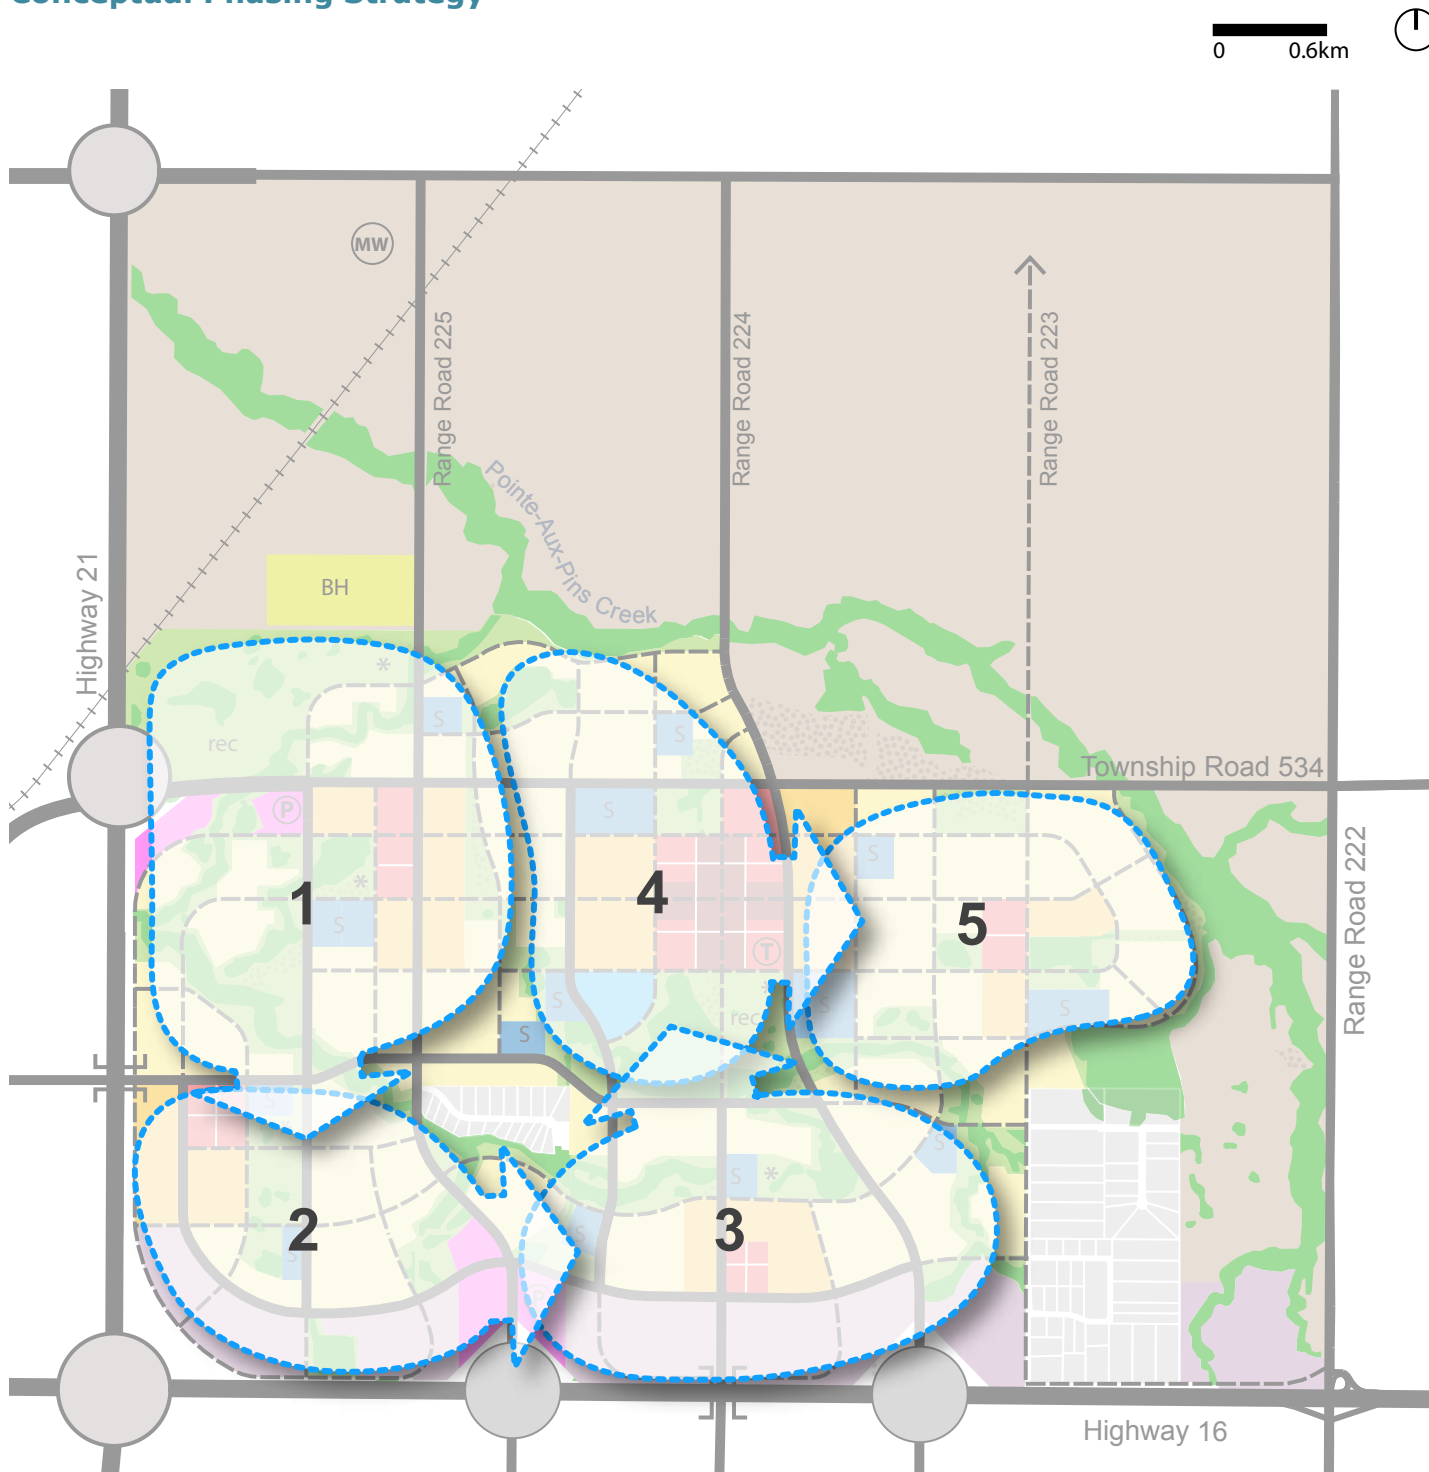 Conceptual Phasing Strategy
0 0.6km
MW
Range Road 225
Range Road 224
Range Road 223
Pointe-Aux-Pins Creek
Highway 21
BH
*
S
rec
S
Township Road 534
P
S
S
*
1
S
4
5
T
Range Road 222
S
*
S
S
S
rec
S
S
S
S
*
2
S
S
3
Highway 16